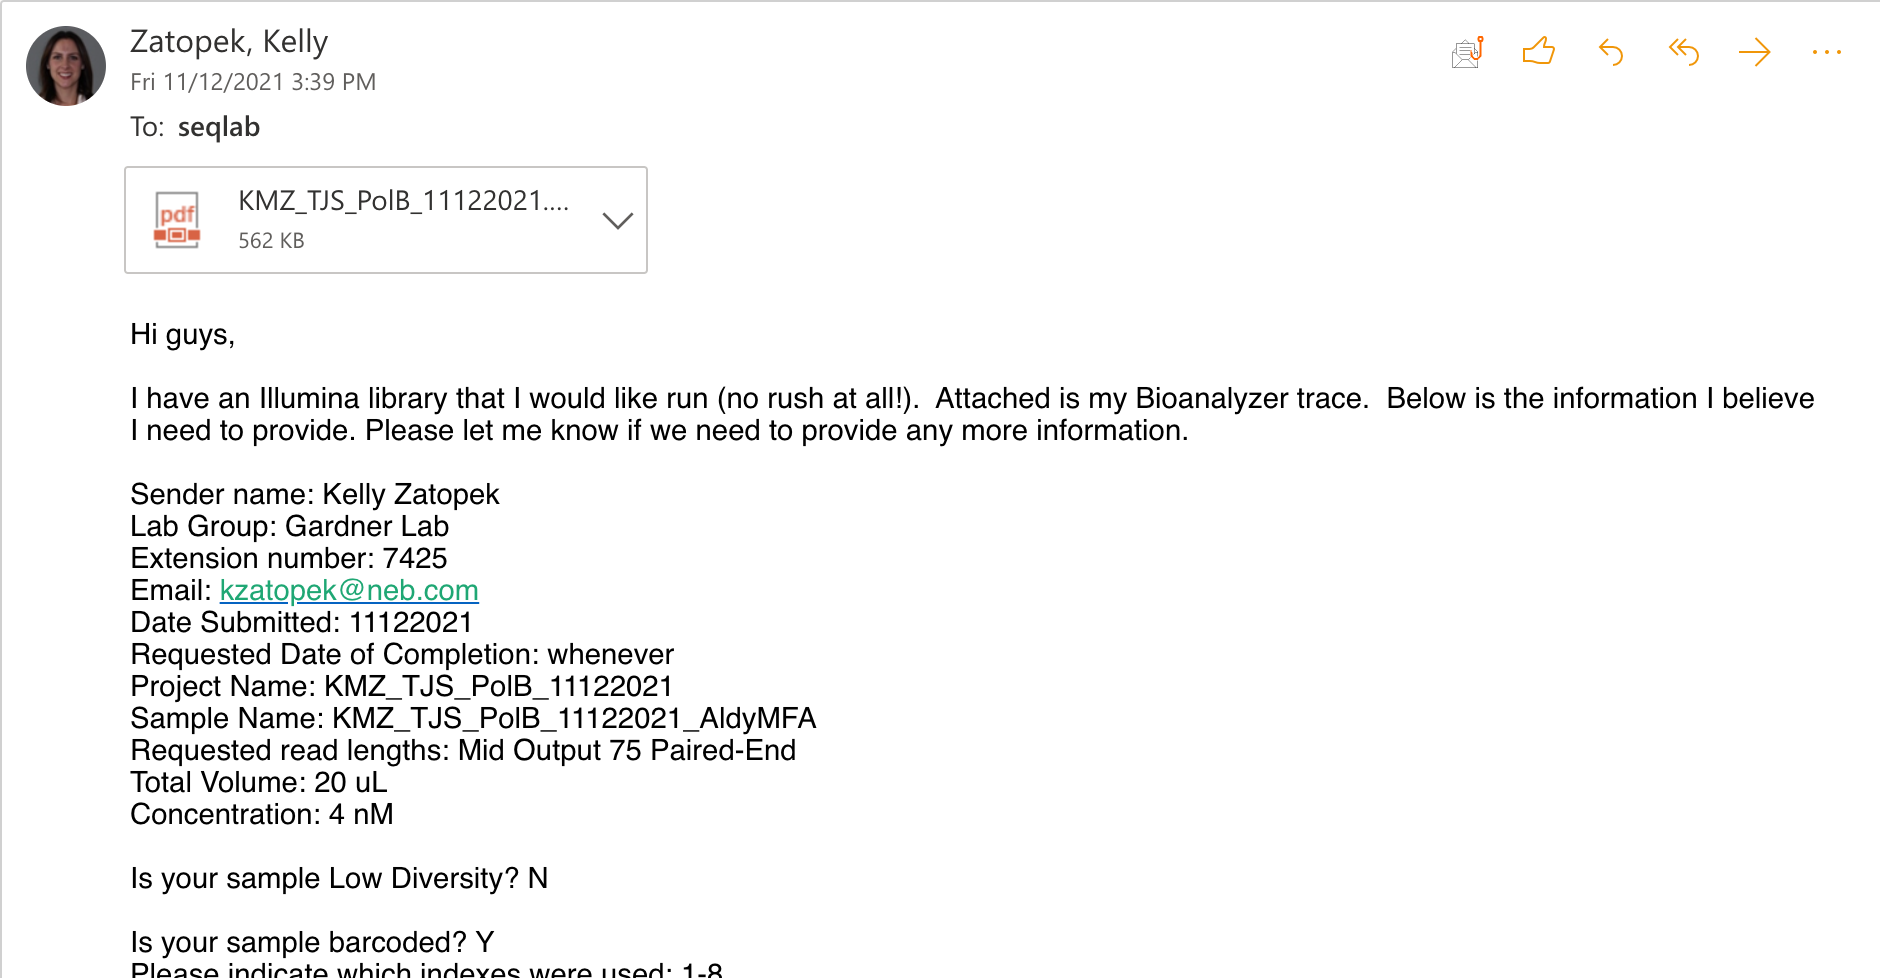 Zatopek, Kelly
Fri 11/12/2021 3:39 PM
To: seqlab
pdf
KMZ_TJS_PolB_11122021....
562 KB
Hi guys,
I have an Illumina library that I would like run (no rush at all!).  Attached is my Bioanalyzer trace.  Below is the information I believe
I need to provide. Please let me know if we need to provide any more information.
Sender name: Kelly Zatopek
Lab Group: Gardner Lab
Extension number: 7425
Email: kzatopek@neb.com
Date Submitted: 11122021
Requested Date of Completion: whenever
Project Name: KMZ_TJS_PolB_11122021
Sample Name: KMZ_TJS_PolB_11122021_AldyMFA
Requested read lengths: Mid Output 75 Paired-End
Total Volume: 20 uL
Concentration: 4 nM
Is your sample Low Diversity? N
Is your sample barcoded? Y
Please indicate which indexes were used: 1-8